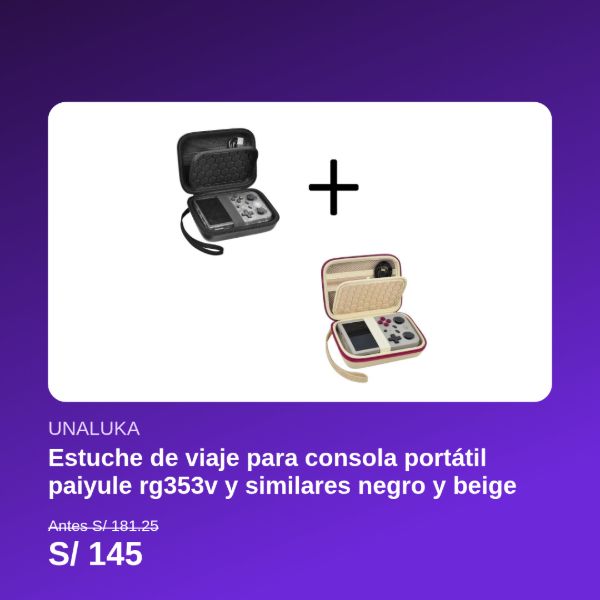 UNALUKA
Estuche de viaje para consola portátil
paiyule rg353v y similares negro y beige
Antes S/ 181.25
S/ 145